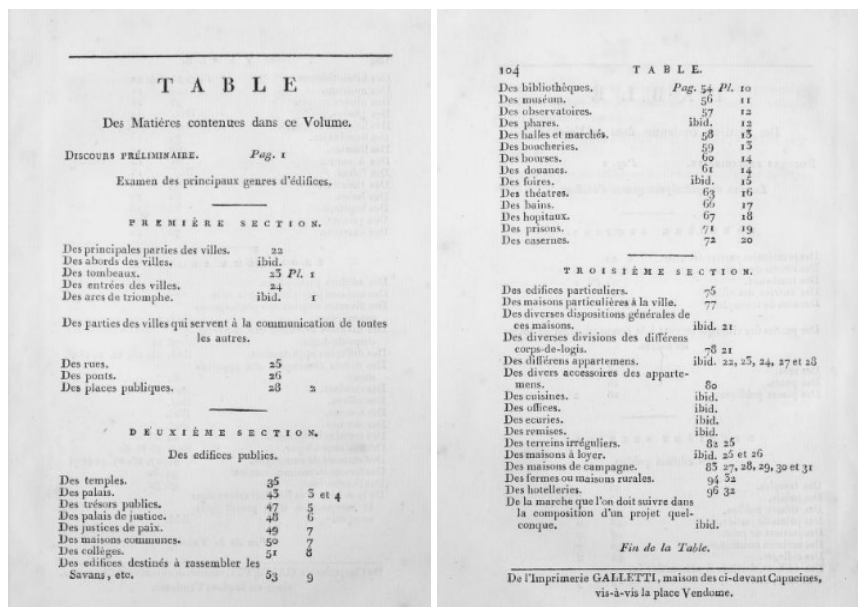 TABLE
Des Matières contenues dans ce Volume.
DISCOURS PRÉLIMINAIRE. Pag. 1
Examen des principaux genres d'édifices.
PREMIÈRE SECTION.
Des principales parties des villes. 22
Des abords des villes. ibid.
Des tombeaux. 23 Pl. 1
Des entrées des villes. 24
Des arcs de triomphe. ibid. 1
Des parties des villes qui servent à la communication de toutes
les autres.
Des rues. 25
Des ponts. 26
Des places publiques. 28 2
DEUXIÈME SECTION.
Des edifices publics.
Des temples. 35
Des palais. 43 3 et 4
Des trésors publics. 47 5
Des palais de justice. 48 6
Des justices de paix. 49 7
Des maisons communes. 50 7
Des collèges. 51 8
Des edifices destinés à rassembler les
Savans, etc. 53 9
104 TABLE.
Des bibliothèques. Pag. 54 Pl. 10
Des muséum. 56 11
Des observatoires. 57 12
Des phares. ibid. 12
Des halles et marchés. 58 13
Des boucheries. 59 13
Des bourses. 60 14
Des douanes. 61 14
Des foires. ibid. 15
Des théatres. 63 16
Des bains. 66 17
Des hopitaux. 67 18
Des prisons. 71 19
Des casernes. 72 20
TROISIÈME SECTION.
Des edifices particuliers. 75
Des maisons particulières à la ville. 77
Des diverses dispositions générales de
ces maisons. ibid. 21
Des diverses divisions des différens
corps-de-logis. 78 21
Des différens appartemens. ibid. 22, 23, 24, 27 et 28
Des divers accessoires des apparte-
mens. 80
Des cuisines. ibid.
Des offices. ibid.
Des ecuries. ibid.
Des remises. ibid.
Des terreins irréguliers. 82 25
Des maisons à loyer. ibid. 25 et 26
Des maisons de campagne. 83 27, 28, 29, 30 et 31
Des fermes ou maisons rurales. 94 32
Des hotelleries. 96 32
De la marche que l'on doit suivre dans
la composition d'un projet quel-
conque. ibid.
Fin de la Table.
De l'Imprimerie GALLETTI, maison des ci-devant Capucines,
vis-à-vis la place Vendome.